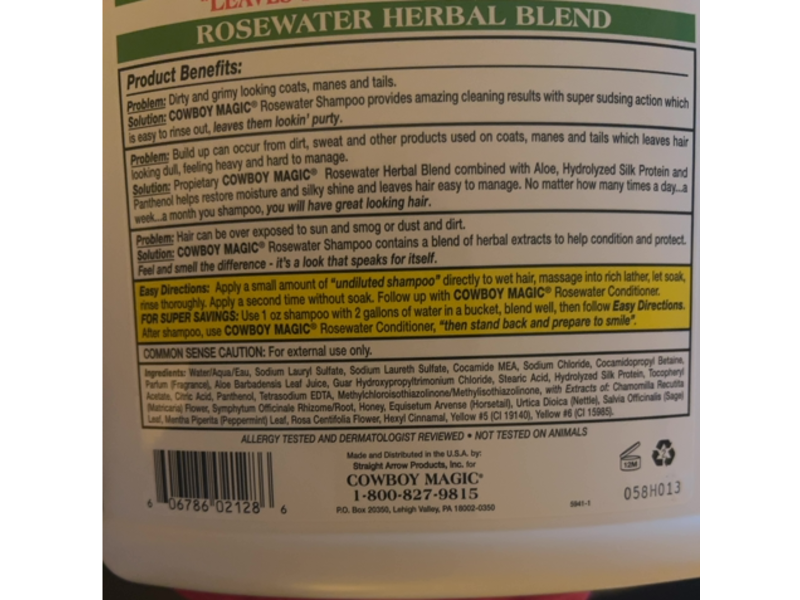 ROSEWATER HERBAL BLEND
Product Benefits:
Problem: Dirty and grimy looking coats, manes and tails.
Solution: COWBOY MAGIC® Rosewater Shampoo provides amazing cleaning results with super sudsing action which
is easy to rinse out, leaves them lookin' purty.
Problem: Build up can occur from dirt, sweat and other products used on coats, manes and tails which leaves hair
looking dull, feeling heavy and hard to manage.
Solution: Propietary COWBOY MAGIC® Rosewater Herbal Blend combined with Aloe, Hydrolyzed Silk Protein and
Panthenol helps restore moisture and silky shine and leaves hair easy to manage. No matter how many times a day...a
week...a month you shampoo, you will have great looking hair.
Problem: Hair can be over exposed to sun and smog or dust and dirt.
Solution: COWBOY MAGIC® Rosewater Shampoo contains a blend of herbal extracts to help condition and protect.
Feel and smell the difference - it's a look that speaks for itself.
Easy Directions: Apply a small amount of "undiluted shampoo" directly to wet hair, massage into rich lather, let soak,
rinse thoroughly. Apply a second time without soak. Follow up with COWBOY MAGIC® Rosewater Conditioner.
FOR SUPER SAVINGS: Use 1 oz shampoo with 2 gallons of water in a bucket, blend well, then follow Easy Directions.
After shampoo, use COWBOY MAGIC® Rosewater Conditioner, "then stand back and prepare to smile".
COMMON SENSE CAUTION: For external use only.
Ingredients: Water/Aqua/Eau, Sodium Lauryl Sulfate, Sodium Laureth Sulfate, Cocamide MEA, Sodium Chloride, Cocamidopropyl Betaine,
Parfum (Fragrance), Aloe Barbadensis Leaf Juice, Guar Hydroxypropyltrimonium Chloride, Stearic Acid, Hydrolyzed Silk Protein, Tocopheryl
Acetate, Citric Acid, Panthenol, Tetrasodium EDTA, Methylchloroisothiazolinone/Methylisothiazolinone, with Extracts of: Chamomilla Recutita
(Matricaria) Flower, Symphytum Officinale Rhizome/Root, Honey, Equisetum Arvense (Horsetail), Urtica Dioica (Nettle), Salvia Officinalis (Sage)
Leaf, Mentha Piperita (Peppermint) Leaf, Rosa Centifolia Flower, Hexyl Cinnamal, Yellow #5 (CI 19140), Yellow #6 (CI 15985).
ALLERGY TESTED AND DERMATOLOGIST REVIEWED • NOT TESTED ON ANIMALS
Made and Distributed in the U.S.A. by:
Straight Arrow Products, Inc. for
COWBOY MAGIC®
1-800-827-9815
P.O. Box 20350, Lehigh Valley, PA 18002-0350
6 06786 02128 6
5941-3
12M
058H013